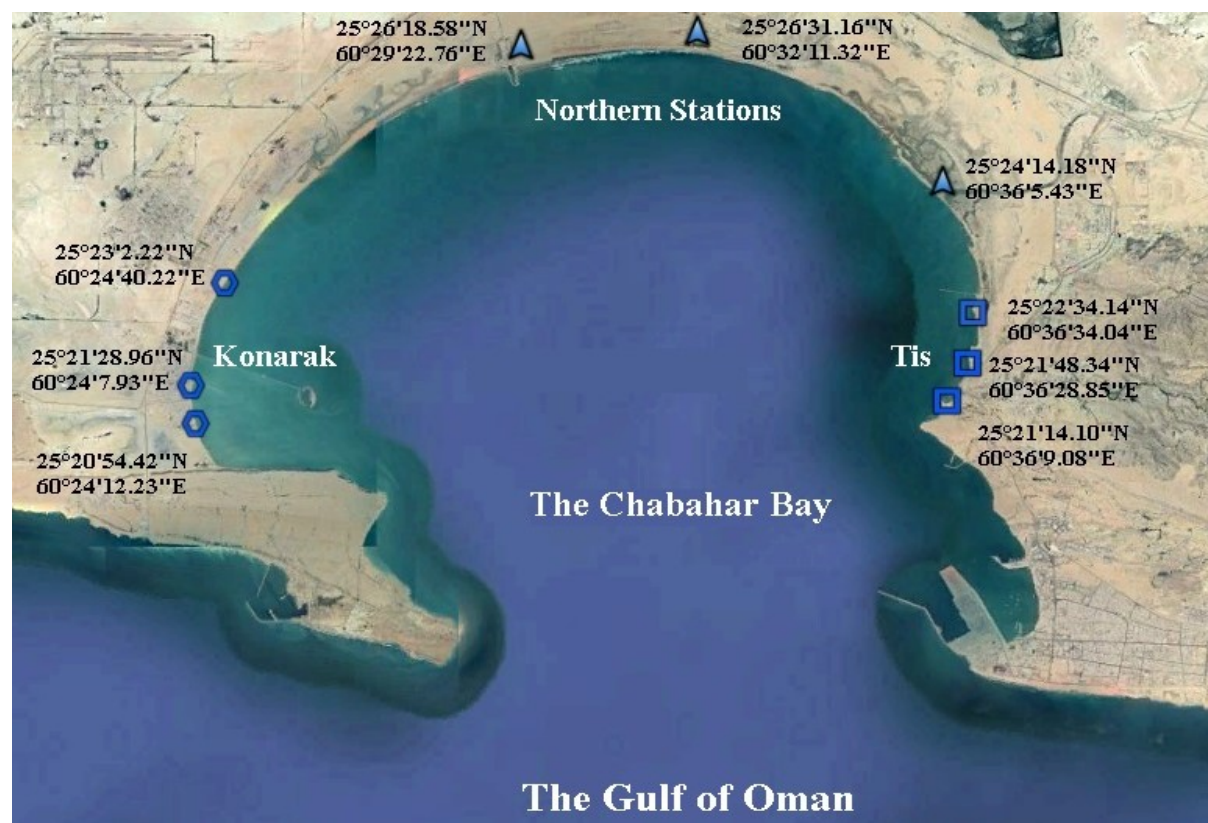 25°26'18.58"N
60°29'22.76"E
25°26'31.16"N
60°32'11.32"E
Northern Stations
25°24'14.18"N
60°36'5.43"E
25°23'2.22"N
60°24'40.22"E
25°22'34.14"N
60°36'34.04"E
25°21'28.96"N
60°24'7.93"E
Konarak
Tis
25°21'48.34"N
60°36'28.85"E
25°21'14.10"N
60°36'9.08"E
25°20'54.42"N
60°24'12.23"E
The Chabahar Bay
The Gulf of Oman